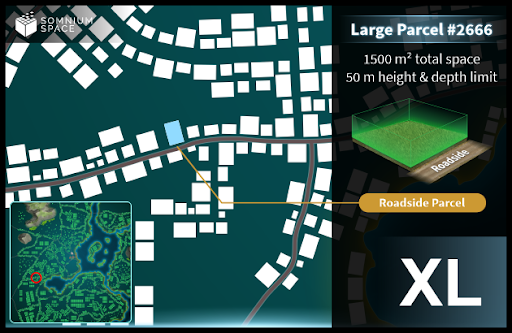 SOMNIUM
SPACE
Large Parcel #2666
1500 m² total space
50 m height & depth limit
Roadside
Roadside Parcel
XL